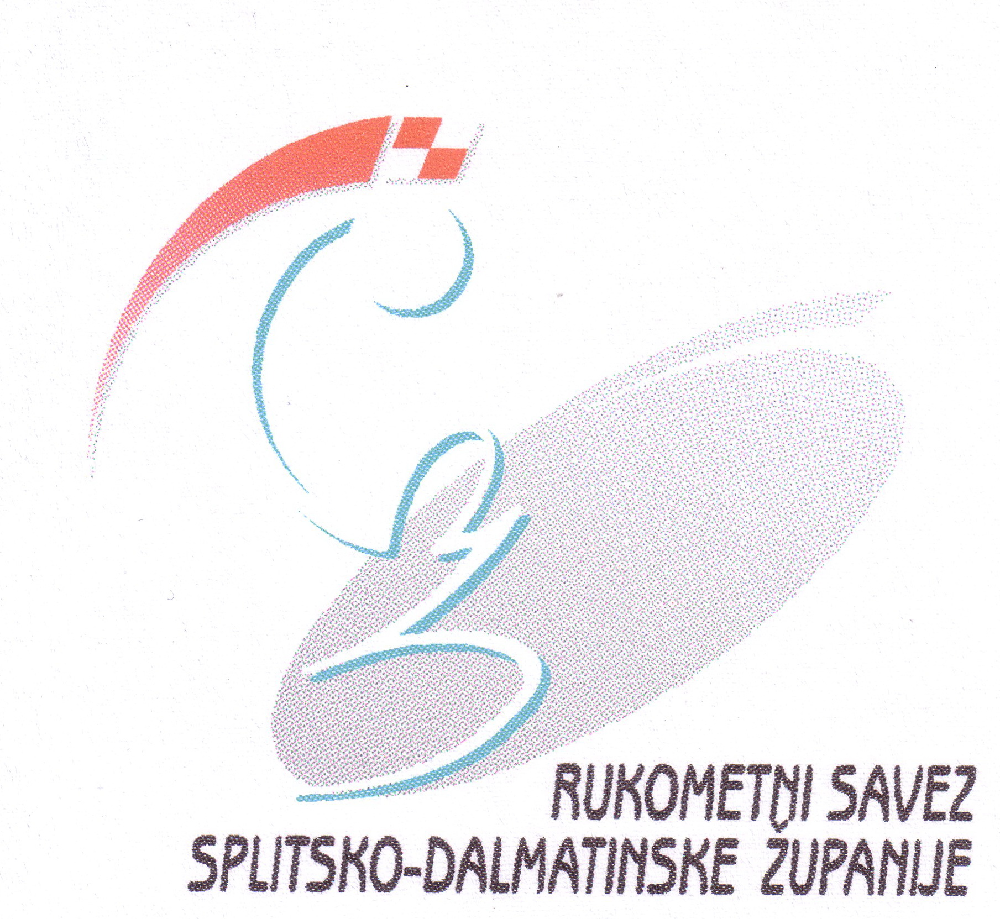 RUKOMETNI SAVEZ
SPLITSKO-DALMATINSKE ŽUPANIJE